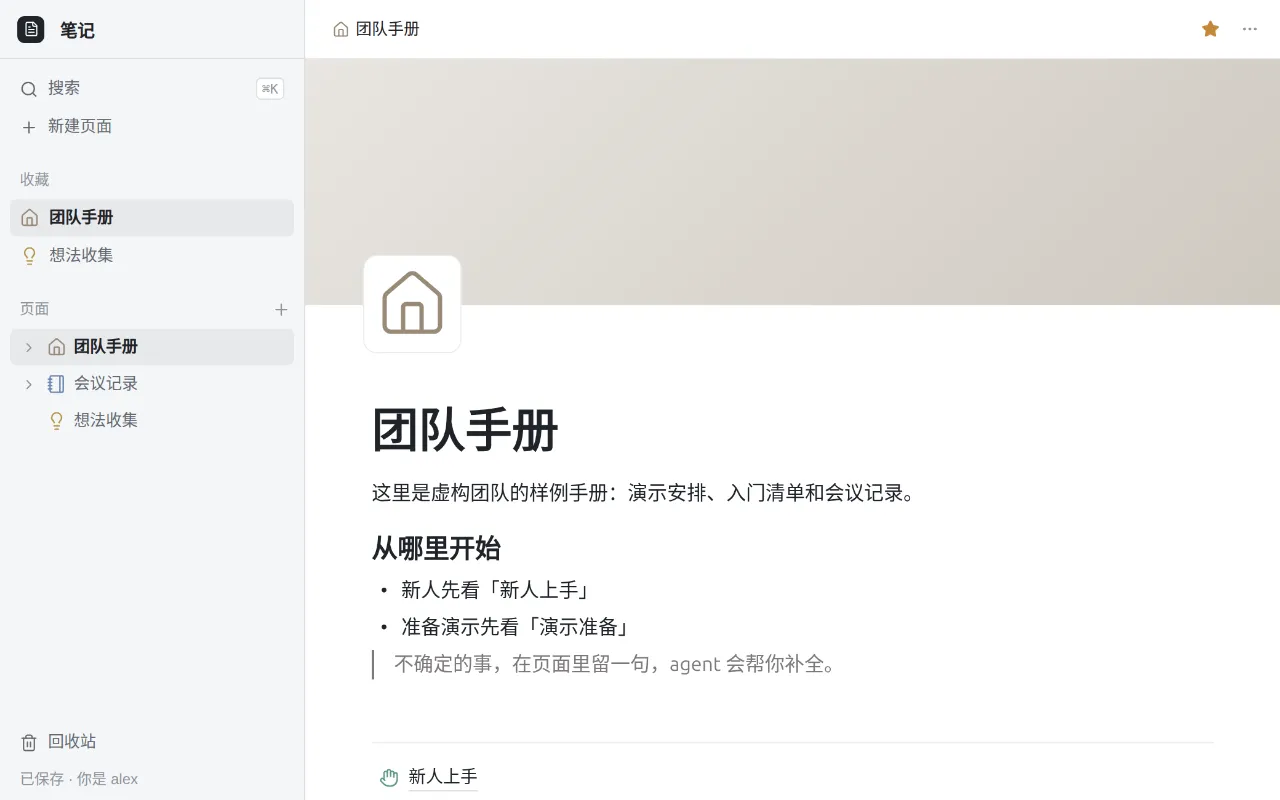 笔记
搜索
⌘K
新建页面
收藏
团队手册
想法收集
页面
团队手册
会议记录
想法收集
回收站
已保存 · 你是 alex
团队手册
团队手册
这里是虚构团队的样例手册：演示安排、入门清单和会议记录。
从哪里开始
• 新人先看「新人上手」
• 准备演示先看「演示准备」
不确定的事，在页面里留一句，agent 会帮你补全。
新人上手